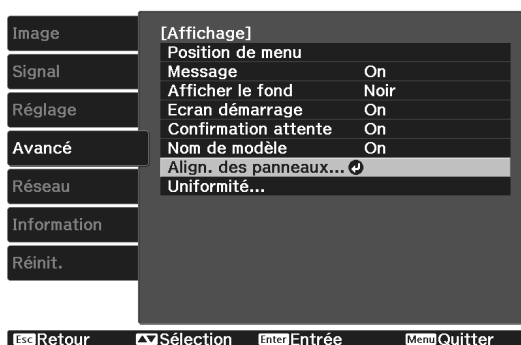 Image
Signal
Réglage
Avancé
Réseau
Information
Réinit.
[Affichage]
Position de menu
Message On
Afficher le fond Noir
Ecran démarrage On
Confirmation attente On
Nom de modèle On
Align. des panneaux...
Uniformité...
Esc Retour Sélection Enter Entrée Menu Quitter